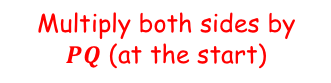 Multiply both sides by
PQ (at the start)